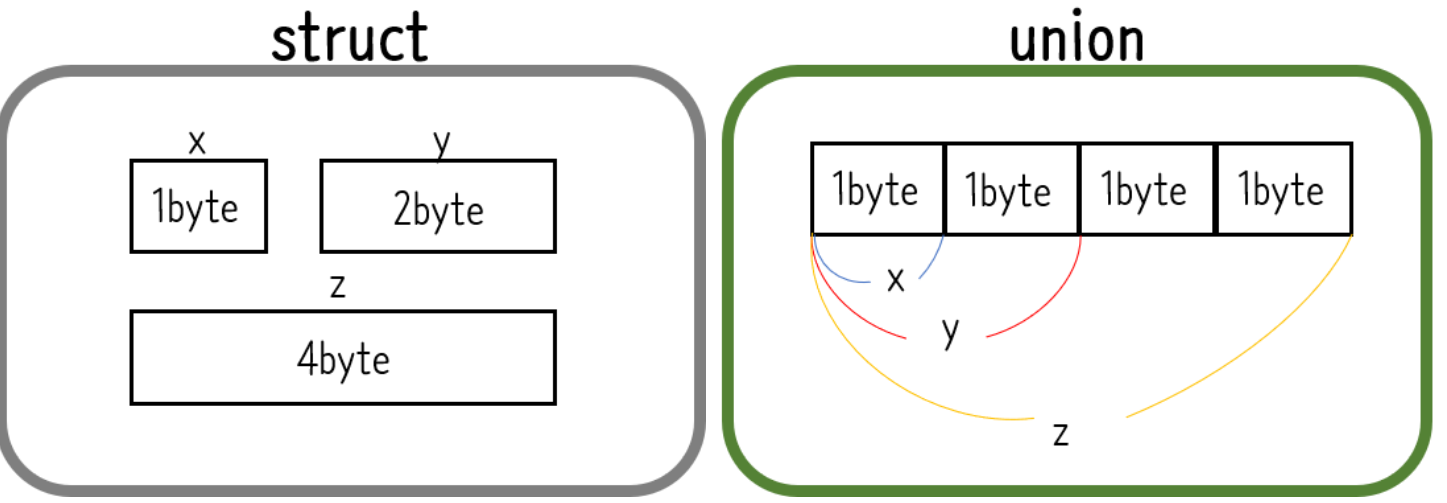 struct
x
y
1byte
2byte
z
4byte
union
1byte
1byte
1byte
1byte
x
y
z